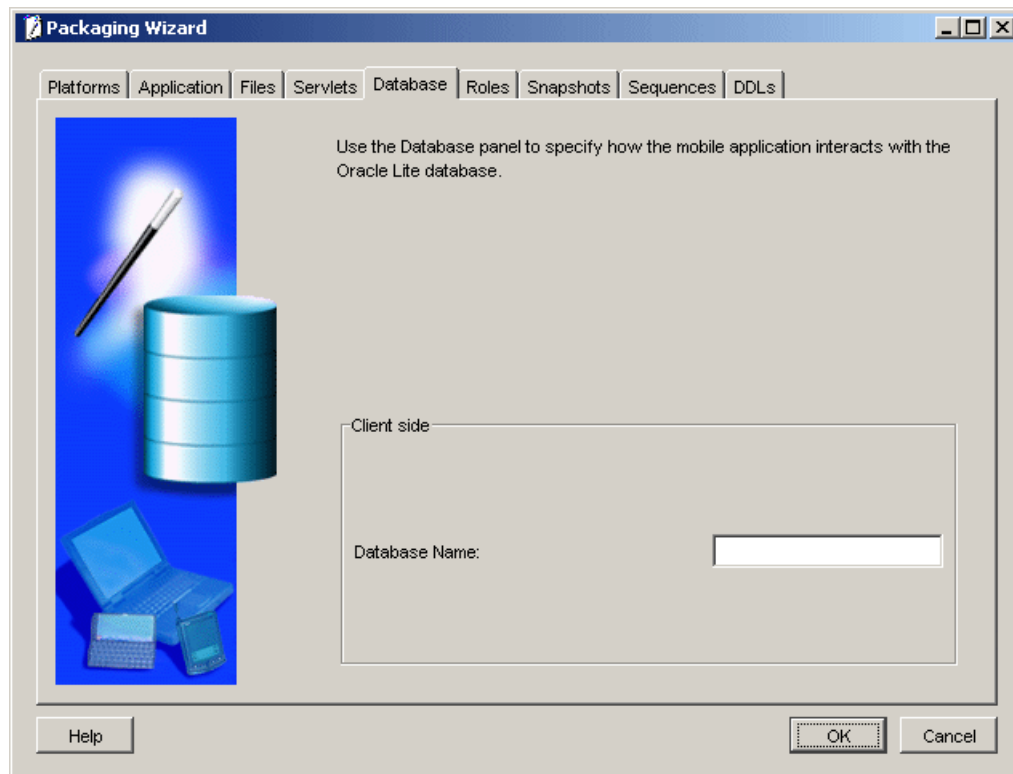 Packaging Wizard
Platforms Application Files Servlets Database Roles Snapshots Sequences DDLs
Use the Database panel to specify how the mobile application interacts with the
Oracle Lite database.
Client side
Database Name:
Help OK Cancel